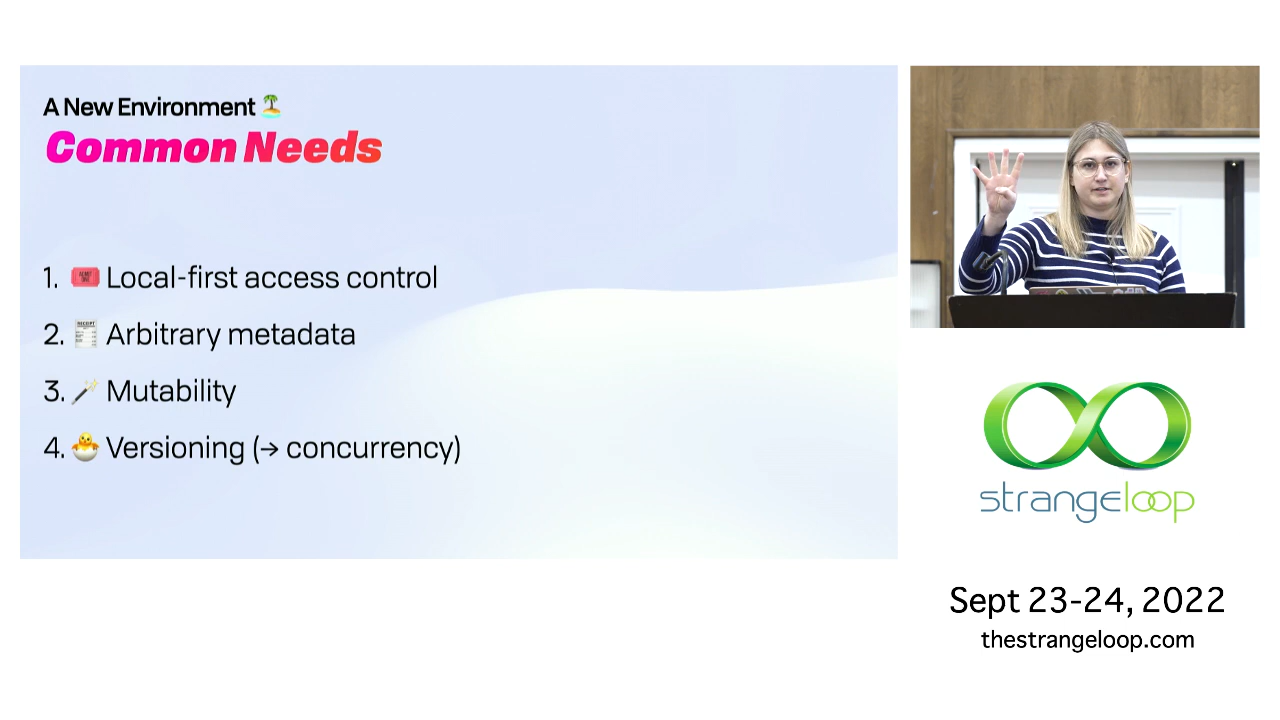 A New Environment 🏝️
Common Needs
1. 🎟️ Local-first access control
2. 🧾 Arbitrary metadata
3. 🪄 Mutability
4. 🐣 Versioning (→ concurrency)
strangeloop
Sept 23-24, 2022
thestrangeloop.com